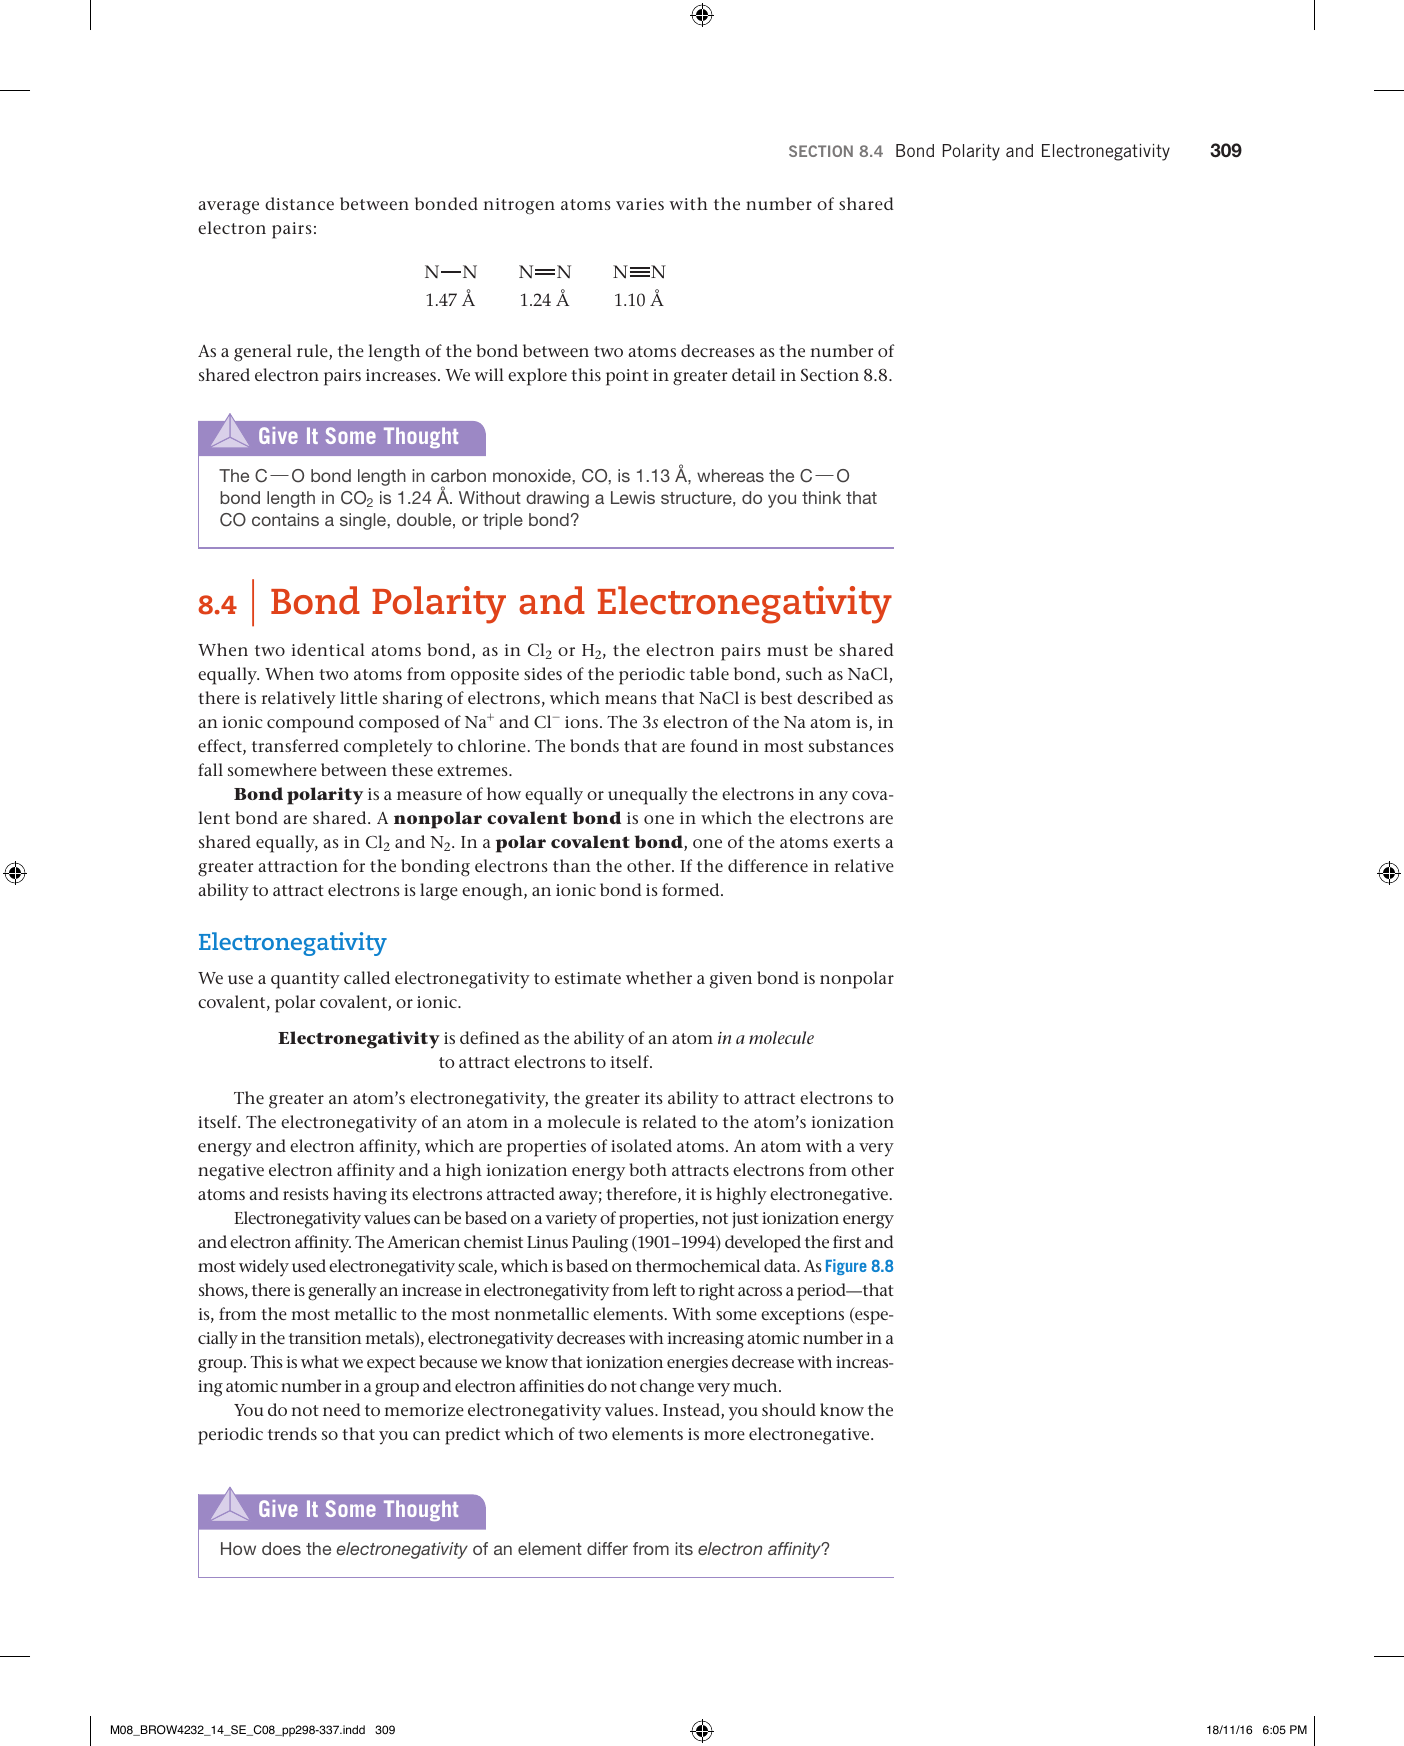 SECTION 8.4 Bond Polarity and Electronegativity 309
average distance between bonded nitrogen atoms varies with the number of shared
electron pairs:
N—N N=N N≡N
1.47 Å 1.24 Å 1.10 Å
As a general rule, the length of the bond between two atoms decreases as the number of
shared electron pairs increases. We will explore this point in greater detail in Section 8.8.
Give It Some Thought
The C—O bond length in carbon monoxide, CO, is 1.13 Å, whereas the C—O
bond length in CO₂ is 1.24 Å. Without drawing a Lewis structure, do you think that
CO contains a single, double, or triple bond?
8.4 | Bond Polarity and Electronegativity
When two identical atoms bond, as in Cl₂ or H₂, the electron pairs must be shared
equally. When two atoms from opposite sides of the periodic table bond, such as NaCl,
there is relatively little sharing of electrons, which means that NaCl is best described as
an ionic compound composed of Na⁺ and Cl⁻ ions. The 3s electron of the Na atom is, in
effect, transferred completely to chlorine. The bonds that are found in most substances
fall somewhere between these extremes.
Bond polarity is a measure of how equally or unequally the electrons in any cova-
lent bond are shared. A nonpolar covalent bond is one in which the electrons are
shared equally, as in Cl₂ and N₂. In a polar covalent bond, one of the atoms exerts a
greater attraction for the bonding electrons than the other. If the difference in relative
ability to attract electrons is large enough, an ionic bond is formed.
Electronegativity
We use a quantity called electronegativity to estimate whether a given bond is nonpolar
covalent, polar covalent, or ionic.
Electronegativity is defined as the ability of an atom in a molecule
to attract electrons to itself.
The greater an atom's electronegativity, the greater its ability to attract electrons to
itself. The electronegativity of an atom in a molecule is related to the atom's ionization
energy and electron affinity, which are properties of isolated atoms. An atom with a very
negative electron affinity and a high ionization energy both attracts electrons from other
atoms and resists having its electrons attracted away; therefore, it is highly electronegative.
Electronegativity values can be based on a variety of properties, not just ionization energy
and electron affinity. The American chemist Linus Pauling (1901–1994) developed the first and
most widely used electronegativity scale, which is based on thermochemical data. As Figure 8.8
shows, there is generally an increase in electronegativity from left to right across a period—that
is, from the most metallic to the most nonmetallic elements. With some exceptions (espe-
cially in the transition metals), electronegativity decreases with increasing atomic number in a
group. This is what we expect because we know that ionization energies decrease with increas-
ing atomic number in a group and electron affinities do not change very much.
You do not need to memorize electronegativity values. Instead, you should know the
periodic trends so that you can predict which of two elements is more electronegative.
Give It Some Thought
How does the electronegativity of an element differ from its electron affinity?
M08_BROW4232_14_SE_C08_pp298-337.indd 309 18/11/16 6:05 PM